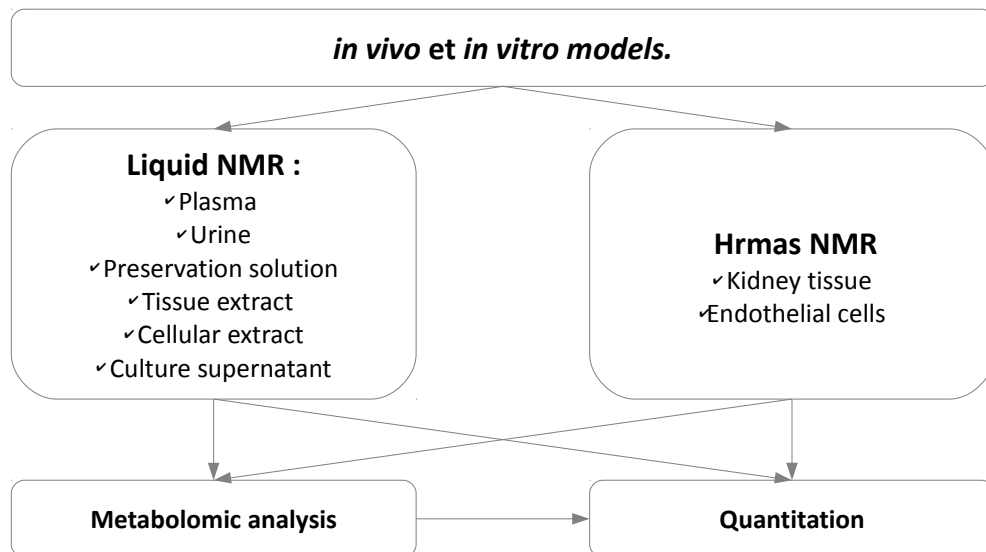 in vivo et in vitro models.
Liquid NMR :
✔Plasma
✔Urine
✔Preservation solution
✔Tissue extract
✔Cellular extract
✔Culture supernatant
Hrmas NMR
✔Kidney tissue
✔Endothelial cells
Metabolomic analysis
Quantitation